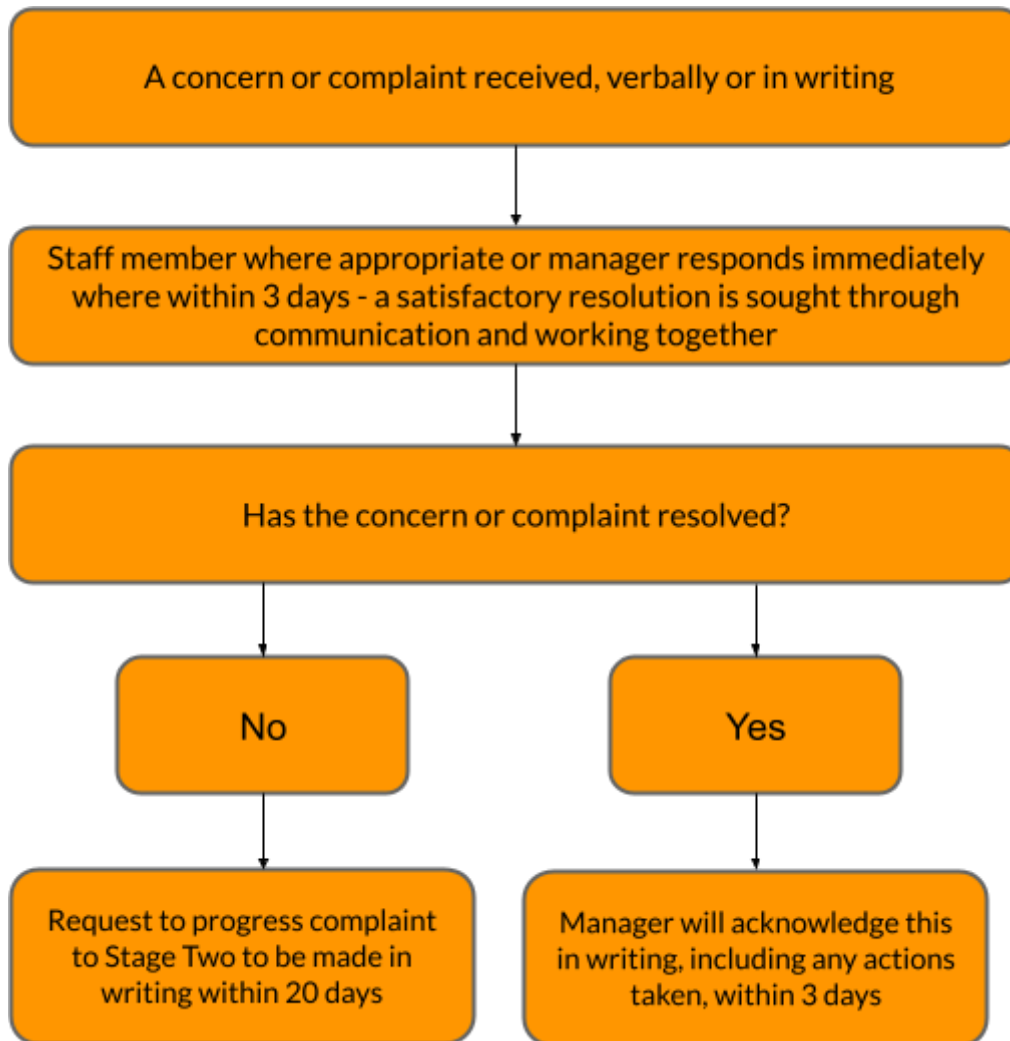 A concern or complaint received, verbally or in writing
Staff member where appropriate or manager responds immediately
where within 3 days - a satisfactory resolution is sought through
communication and working together
Has the concern or complaint resolved?
No
Yes
Request to progress complaint
to Stage Two to be made in
writing within 20 days
Manager will acknowledge this
in writing, including any actions
taken, within 3 days